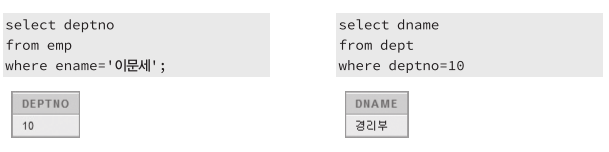 select deptno
from emp
where ename='이문세';
DEPTNO
10
select dname
from dept
where deptno=10
DNAME
경리부